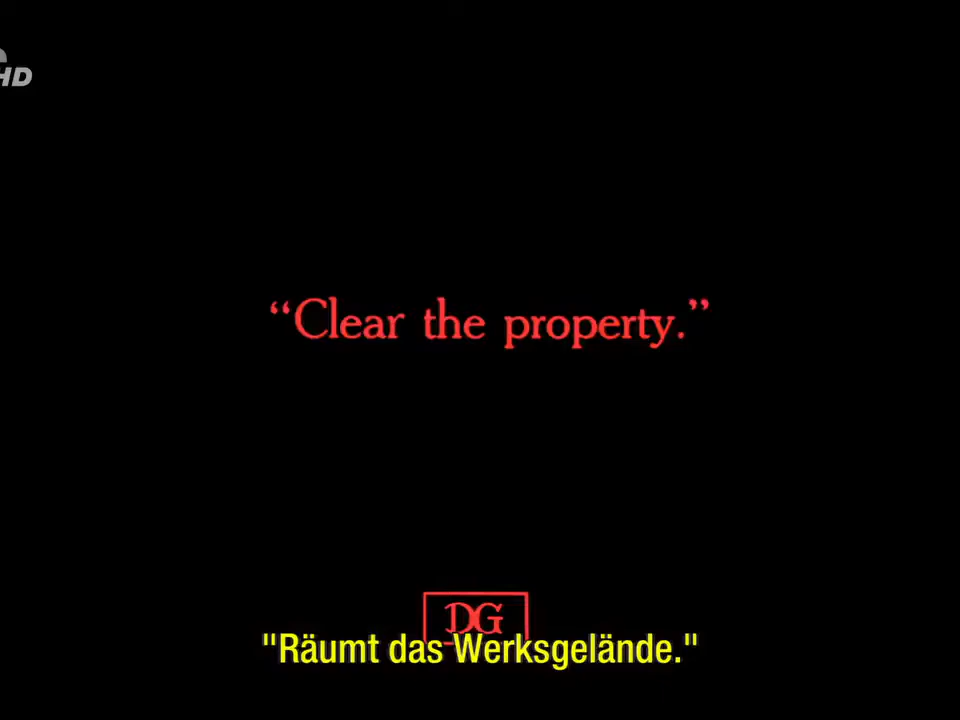 HD
“Clear the property.”
DG
"Räumt das Werksgelände."